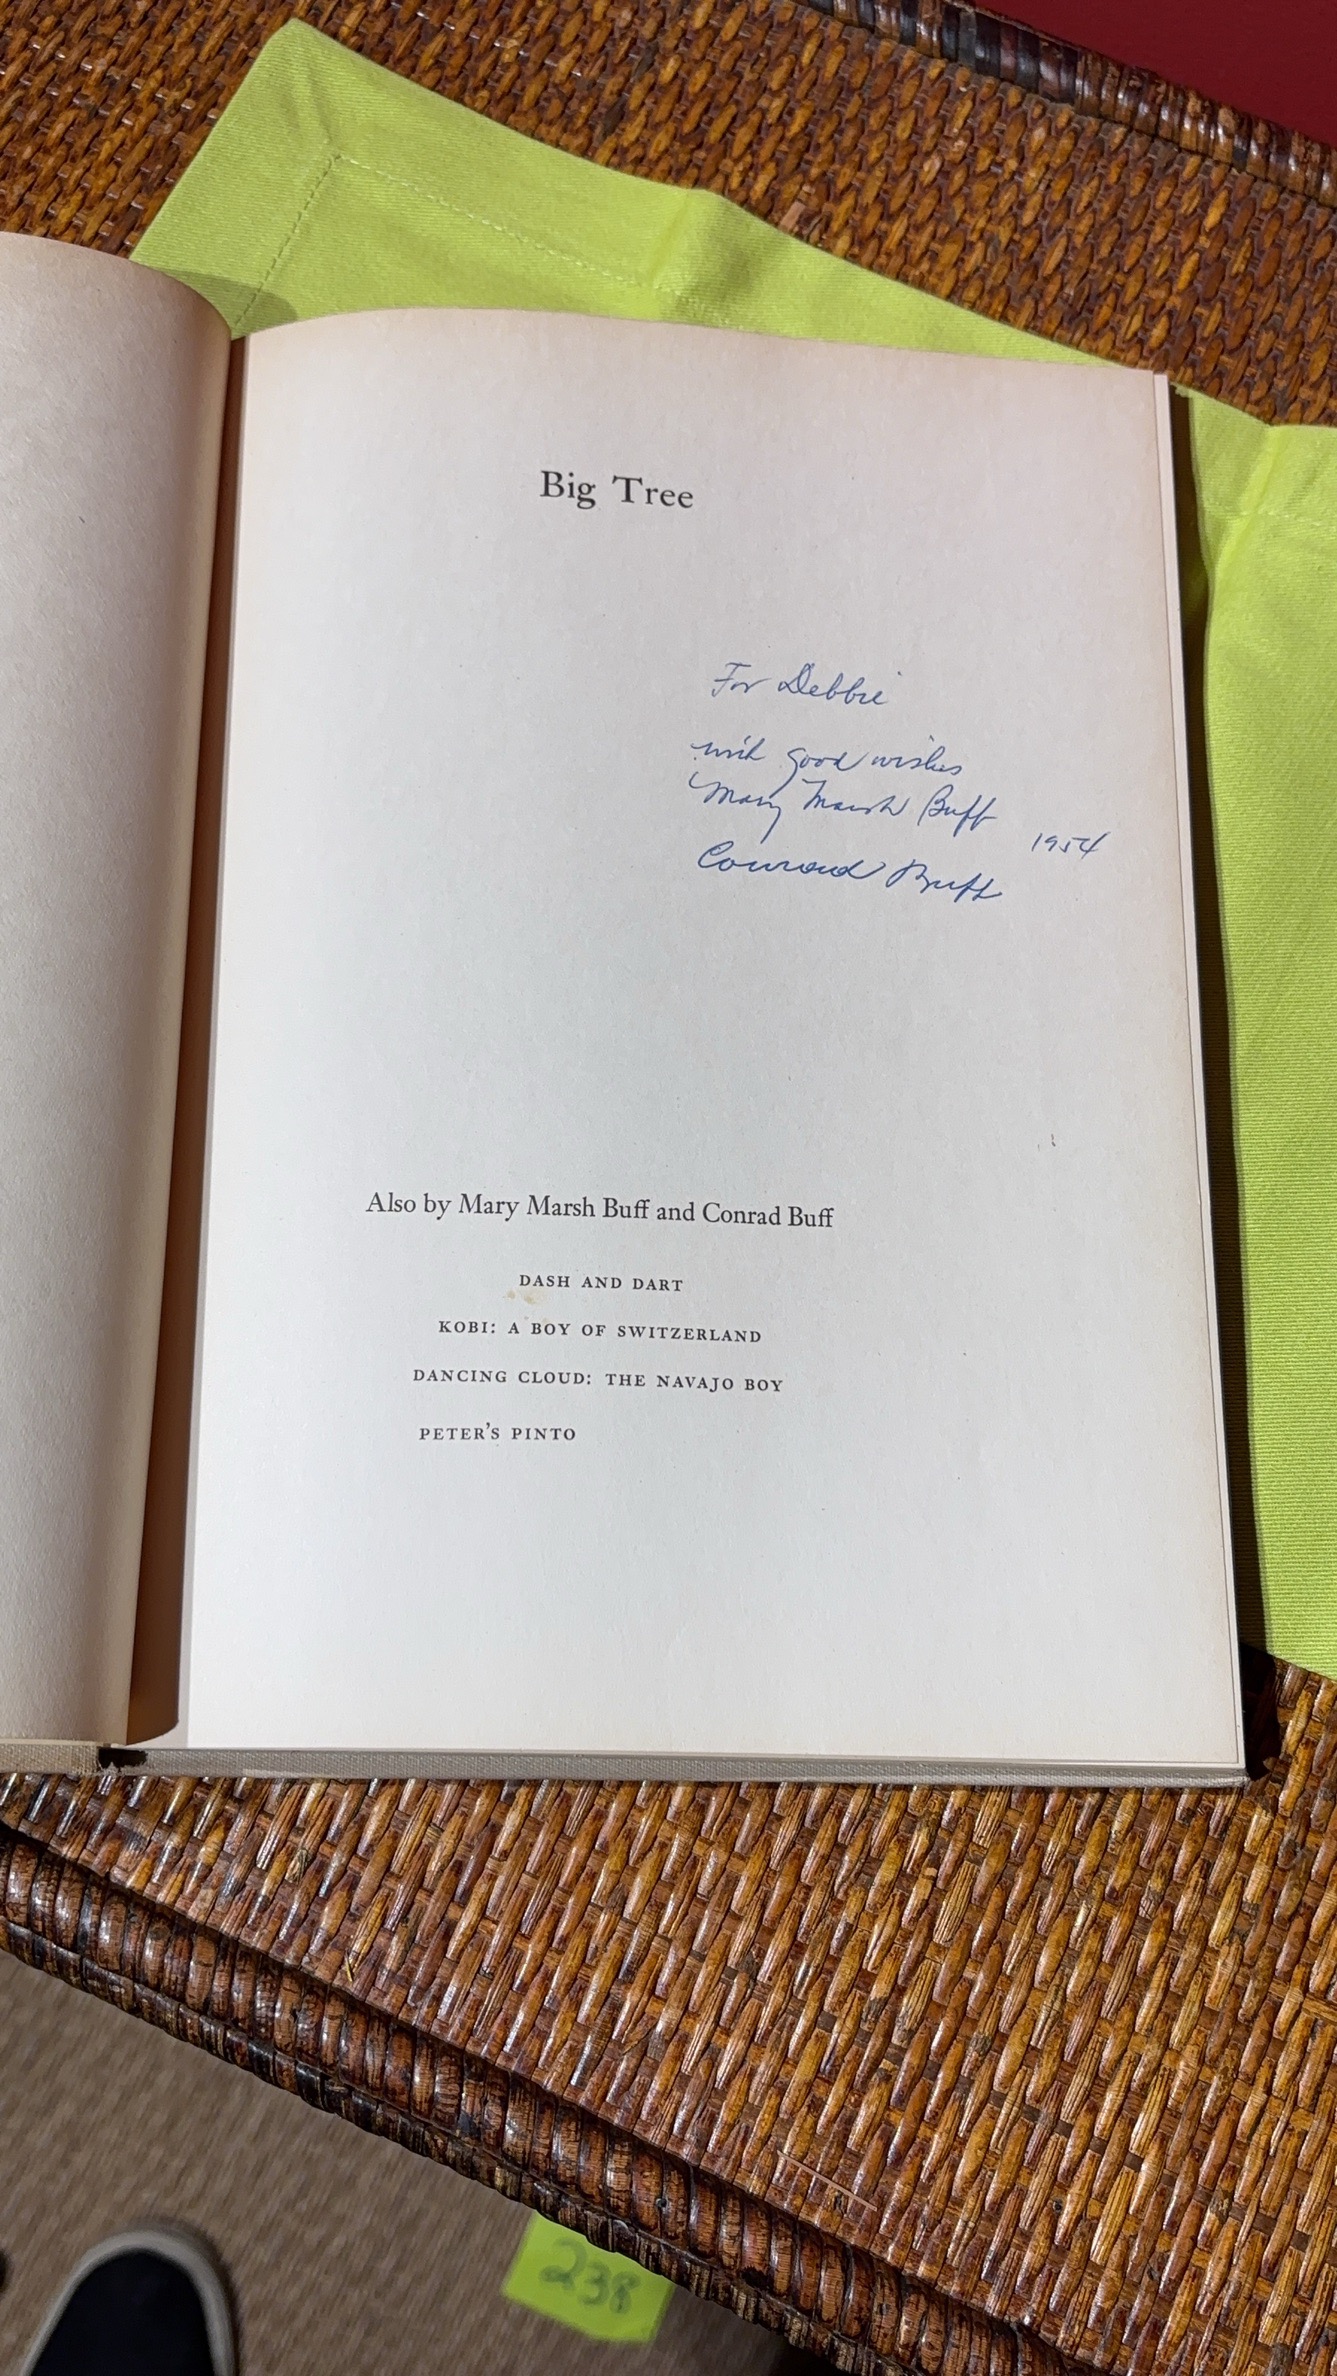 Big Tree
For Debbie
with good wishes
Mary Marsh Buff
1954
Conrad Buff
Also by Mary Marsh Buff and Conrad Buff
DASH AND DART
KOBI: A BOY OF SWITZERLAND
DANCING CLOUD: THE NAVAJO BOY
PETER'S PINTO
238